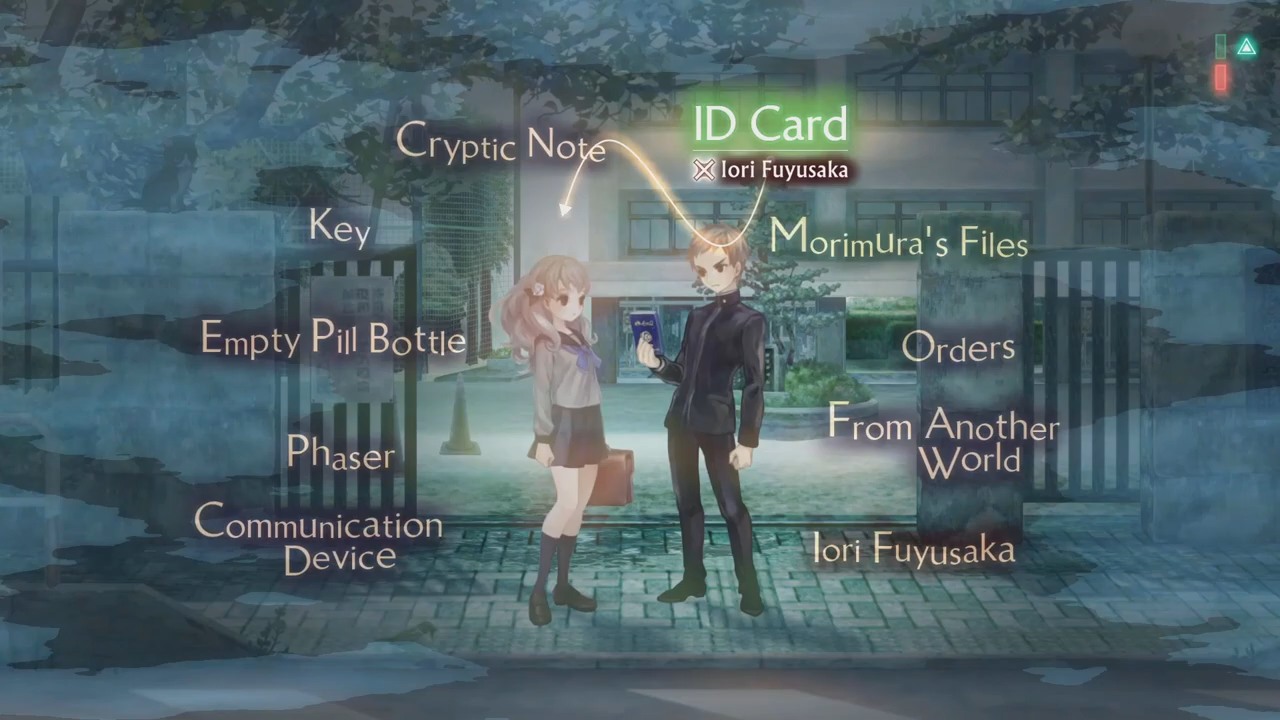 ID Card
Iori Fuyusaka
Cryptic Note
Key
Morimura's Files
Empty Pill Bottle
Orders
Phaser
From Another
World
Communication
Device
Iori Fuyusaka